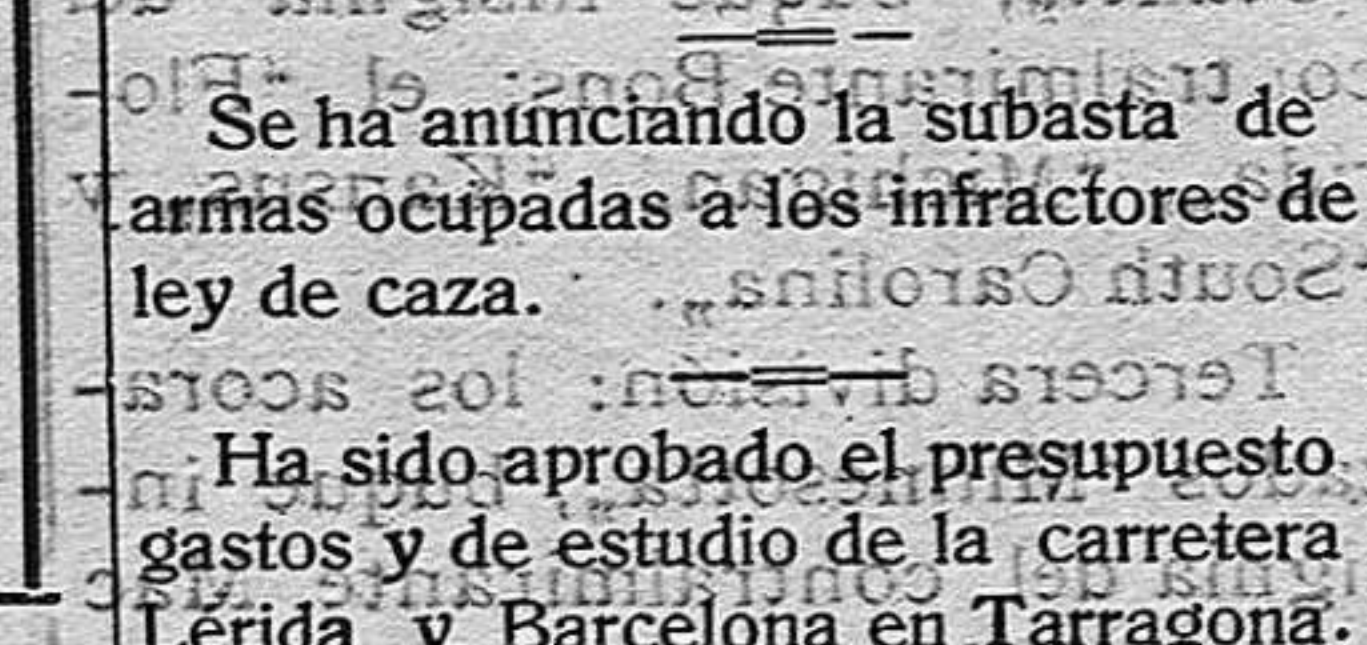 Se ha anunciando la subasta de
armas ocupadas a los infractores de
ley de caza.
Ha sido aprobado el presupuesto
gastos y de estudio de la carretera
Lérida y Barcelona en Tarragona.